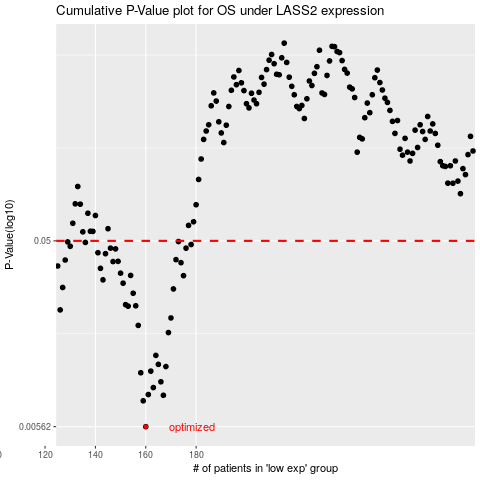 Cumulative P-Value plot for OS under LASS2 expression
P-Value(log10)
0.05
0.00562
optimized
0
120
140
160
180
# of patients in 'low exp' group